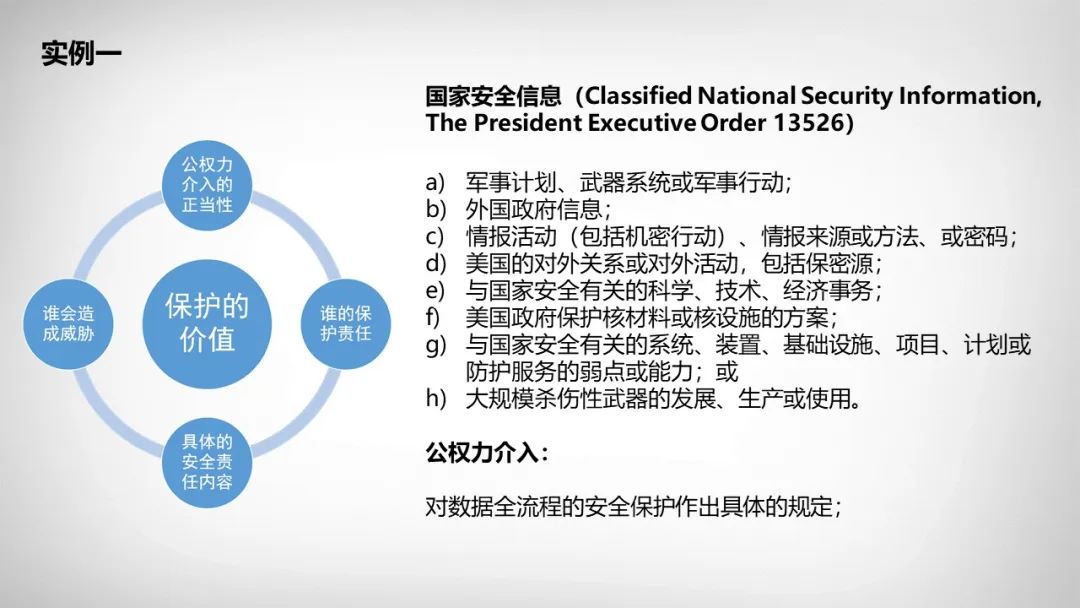 实例一
国家安全信息（Classified National Security Information,
The President Executive Order 13526）
公权力
介入的
正当性
谁会造
成威胁
保护的
价值
谁的保
护责任
具体的
安全责
任内容
a) 军事计划、武器系统或军事行动；
b) 外国政府信息；
c) 情报活动（包括机密行动）、情报来源或方法、或密码；
d) 美国的对外关系或对外活动，包括保密源；
e) 与国家安全有关的科学、技术、经济事务；
f) 美国政府保护核材料或核设施的方案；
g) 与国家安全有关的系统、装置、基础设施、项目、计划或
防护服务的弱点或能力；或
h) 大规模杀伤性武器的发展、生产或使用。
公权力介入：
对数据全流程的安全保护作出具体的规定；